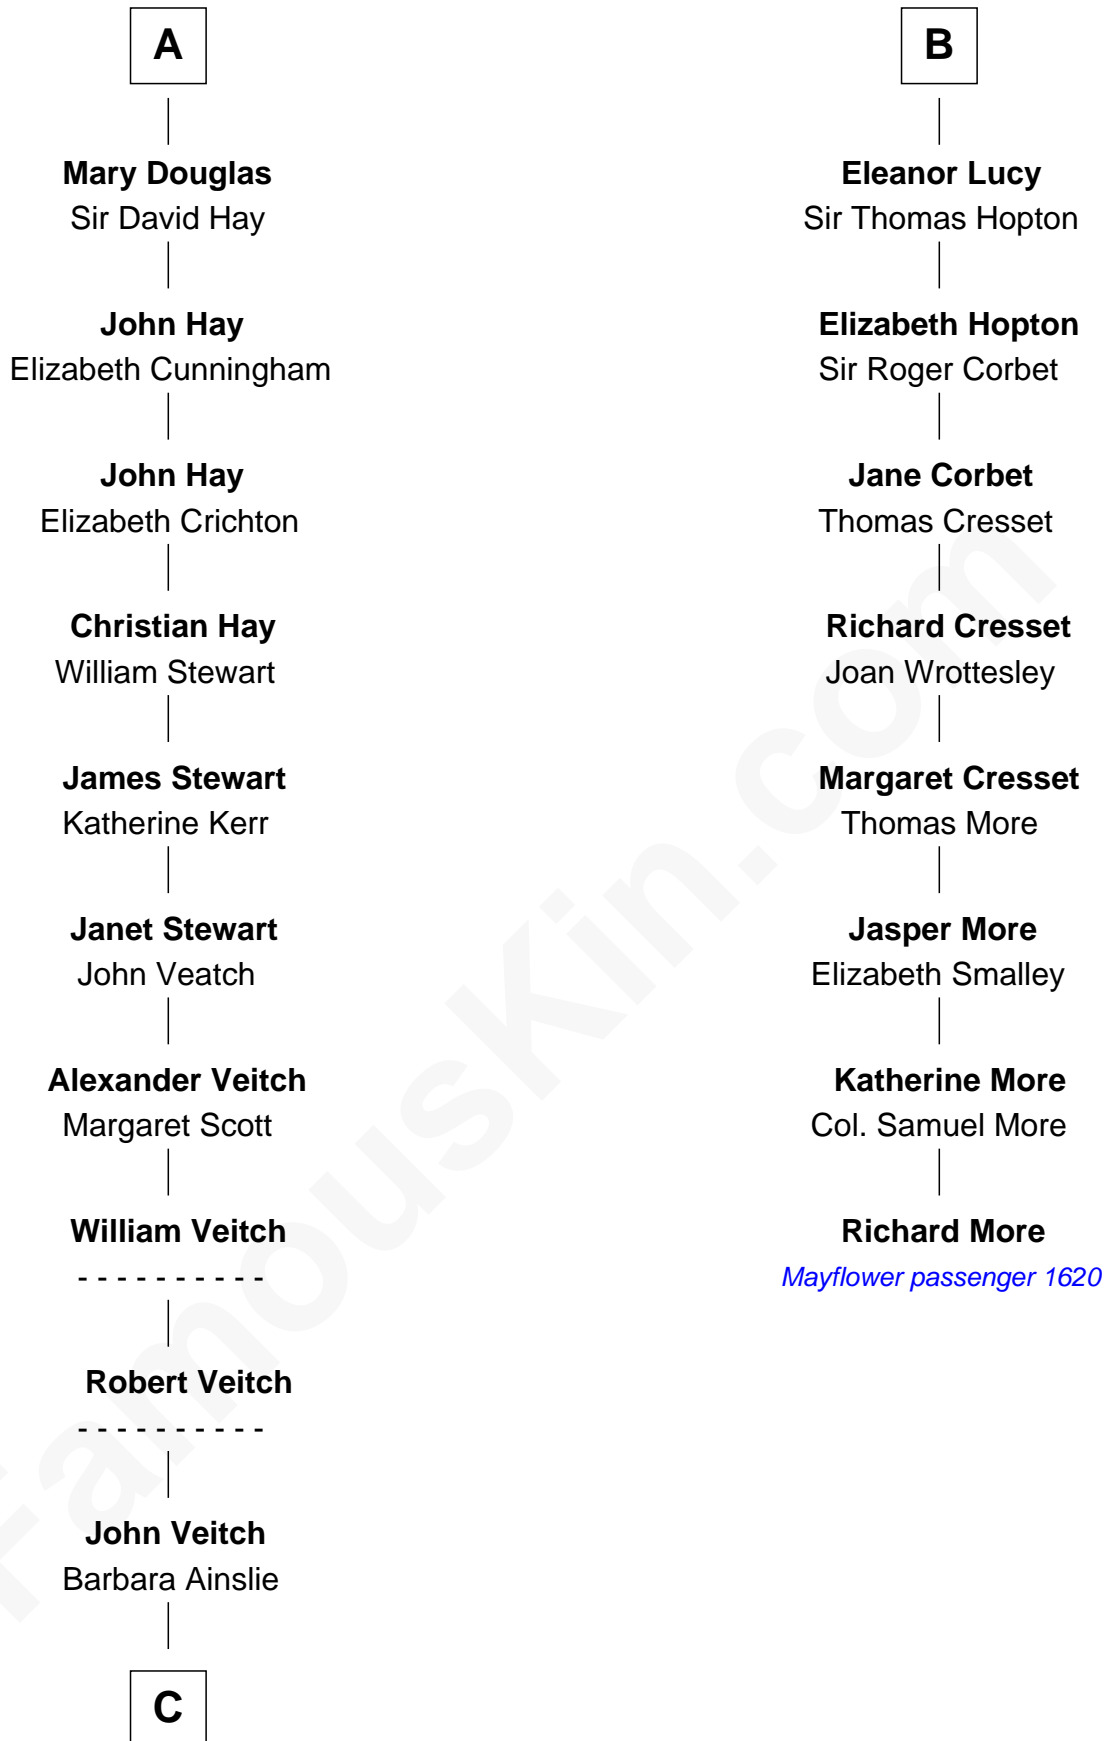 A
Mary Douglas
Sir David Hay
John Hay
Elizabeth Cunningham
John Hay
Elizabeth Crichton
Christian Hay
William Stewart
James Stewart
Katherine Kerr
Janet Stewart
John Veatch
Alexander Veitch
Margaret Scott
William Veitch
- - - - - - - - - -
Robert Veitch
- - - - - - - - - -
John Veitch
Barbara Ainslie
C
B
Eleanor Lucy
Sir Thomas Hopton
Elizabeth Hopton
Sir Roger Corbet
Jane Corbet
Thomas Cresset
Richard Cresset
Joan Wrottesley
Margaret Cresset
Thomas More
Jasper More
Elizabeth Smalley
Katherine More
Col. Samuel More
Richard More
Mayflower passenger 1620
FamousKin.com